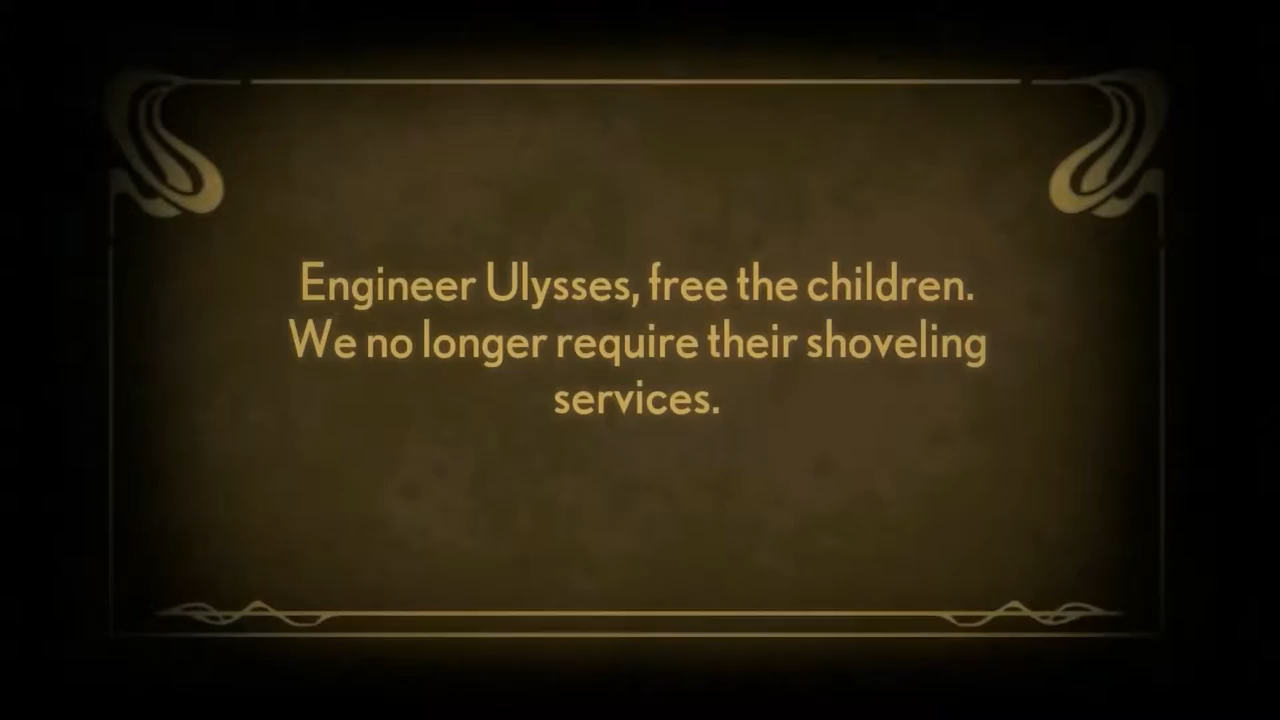 Engineer Ulysses, free the children.
We no longer require their shoveling
services.